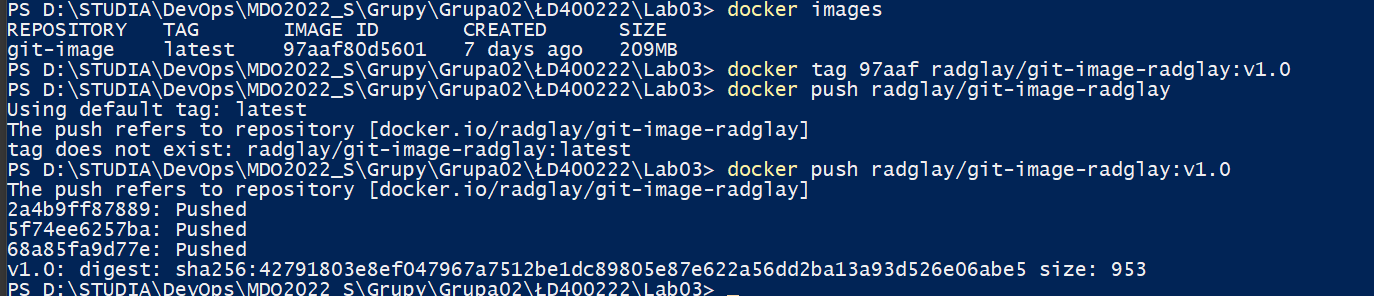 PS D:\STUDIA\DevOps\MDO2022_S\Grupy\Grupa02\ŁD400222\Lab03> docker images
REPOSITORY   TAG       IMAGE ID       CREATED      SIZE
git-image    latest    97aaf80d5601   7 days ago   209MB
PS D:\STUDIA\DevOps\MDO2022_S\Grupy\Grupa02\ŁD400222\Lab03> docker tag 97aaf radglay/git-image-radglay:v1.0
PS D:\STUDIA\DevOps\MDO2022_S\Grupy\Grupa02\ŁD400222\Lab03> docker push radglay/git-image-radglay
Using default tag: latest
The push refers to repository [docker.io/radglay/git-image-radglay]
tag does not exist: radglay/git-image-radglay:latest
PS D:\STUDIA\DevOps\MDO2022_S\Grupy\Grupa02\ŁD400222\Lab03> docker push radglay/git-image-radglay:v1.0
The push refers to repository [docker.io/radglay/git-image-radglay]
2a4b9ff87889: Pushed
5f74ee6257ba: Pushed
68a85fa9d77e: Pushed
v1.0: digest: sha256:42791803e8ef047967a7512be1dc89805e87e622a56dd2ba13a93d526e06abe5 size: 953
PS D:\STUDIA\DevOps\MDO2022_S\Grupy\Grupa02\ŁD400222\Lab03> _